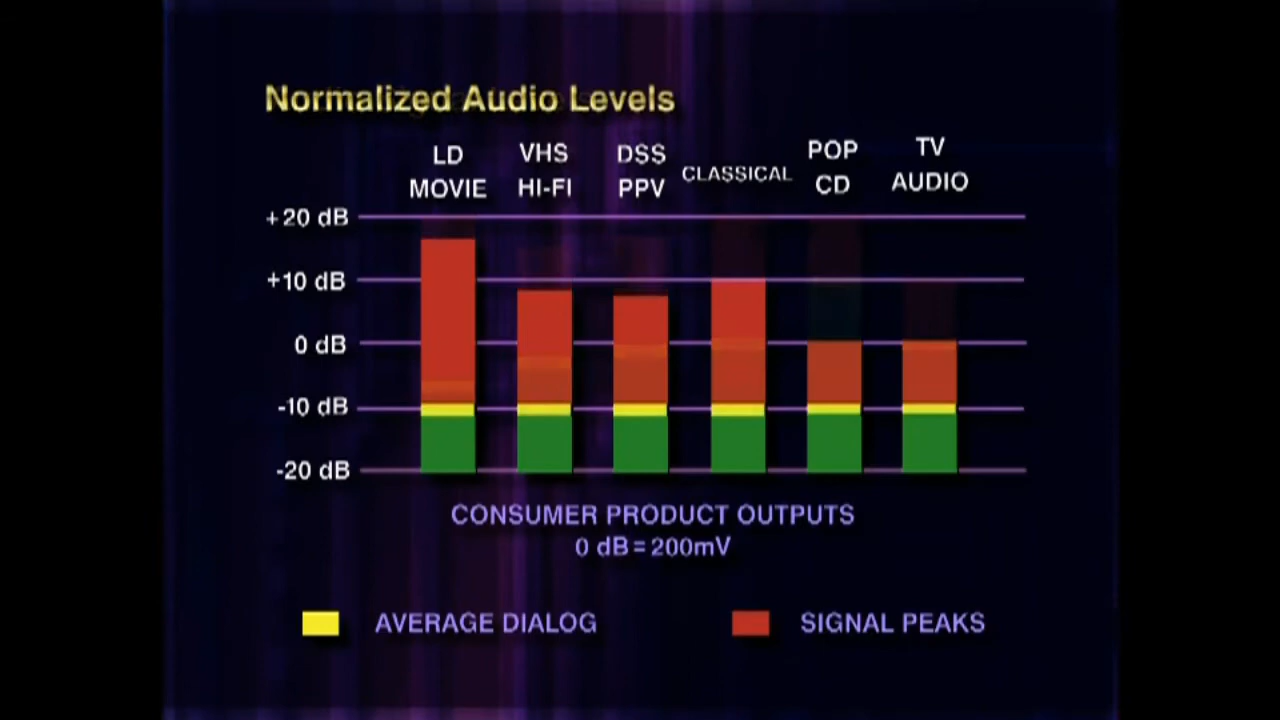 Normalized Audio Levels
LD
MOVIE
VHS
HI-FI
DSS
PPV
CLASSICAL
POP
CD
TV
AUDIO
+20 dB
+10 dB
0 dB
-10 dB
-20 dB
CONSUMER PRODUCT OUTPUTS
0 dB=200mV
AVERAGE DIALOG
SIGNAL PEAKS